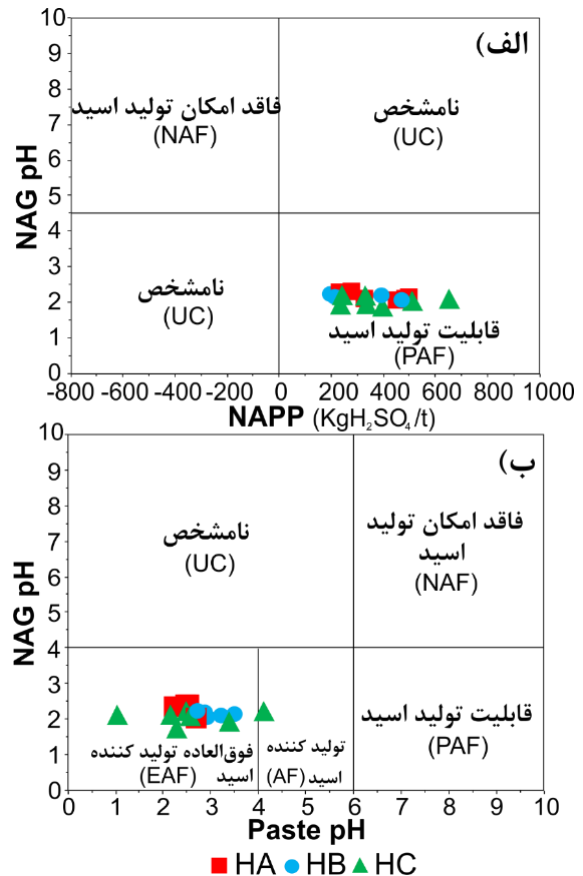 الف)
10
9
8
7
6
5
4
3
2
1
0
NAG pH
فاقد امکان تولید اسید
(NAF)
نامشخص
(UC)
نامشخص
(UC)
قابلیت تولید اسید
(PAF)
-800 -600 -400 -200 0 200 400 600 800 1000
NAPP (KgH₂SO₄/t)
ب)
10
9
8
7
6
5
4
3
2
1
0
NAG pH
نامشخص
(UC)
فاقد امکان تولید
اسید
(NAF)
فوق‌العاده تولید کننده
اسید
(EAF)
تولید کننده
اسید (AF)
قابلیت تولید اسید
(PAF)
0 1 2 3 4 5 6 7 8 9 10
Paste pH
HA HB HC